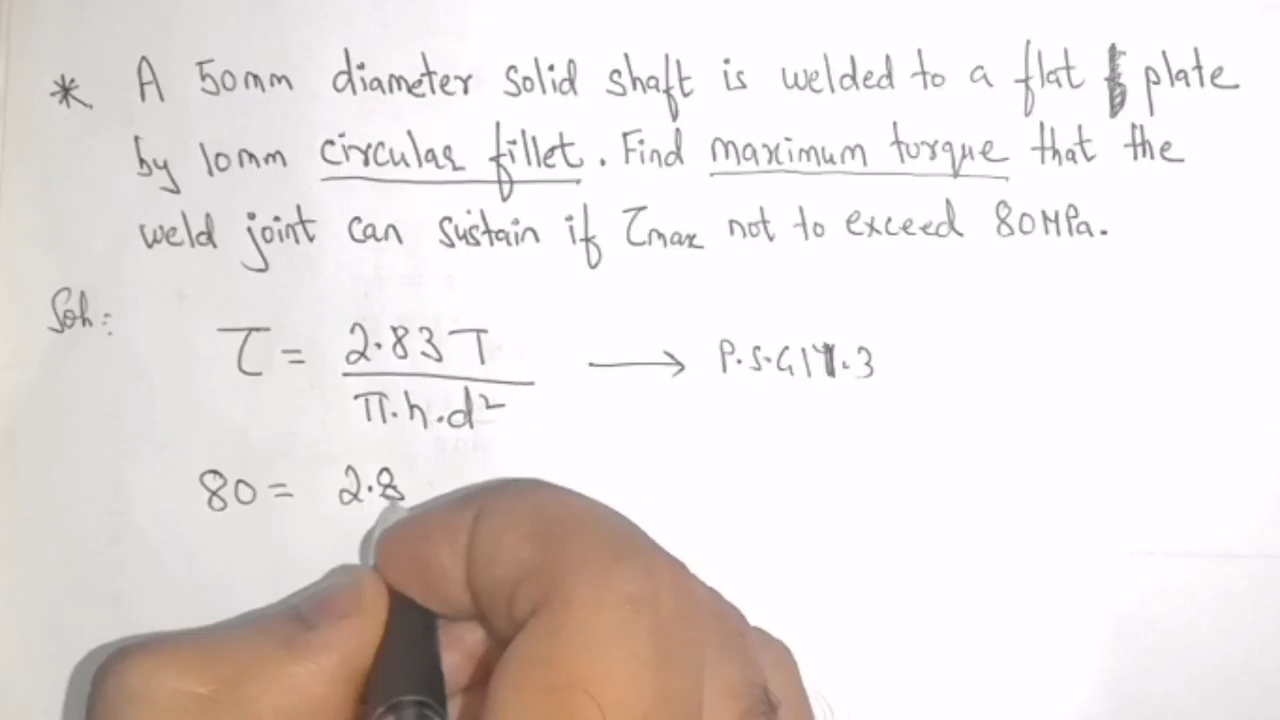 * A 50mm diameter solid shaft is welded to a flat plate
by 10mm circular fillet. Find maximum torque that the
weld joint can sustain if τmax not to exceed 80MPa.
Soln:
τ = 2.83T / π.h.d² → P.S.G 11.3
80 = 2.8